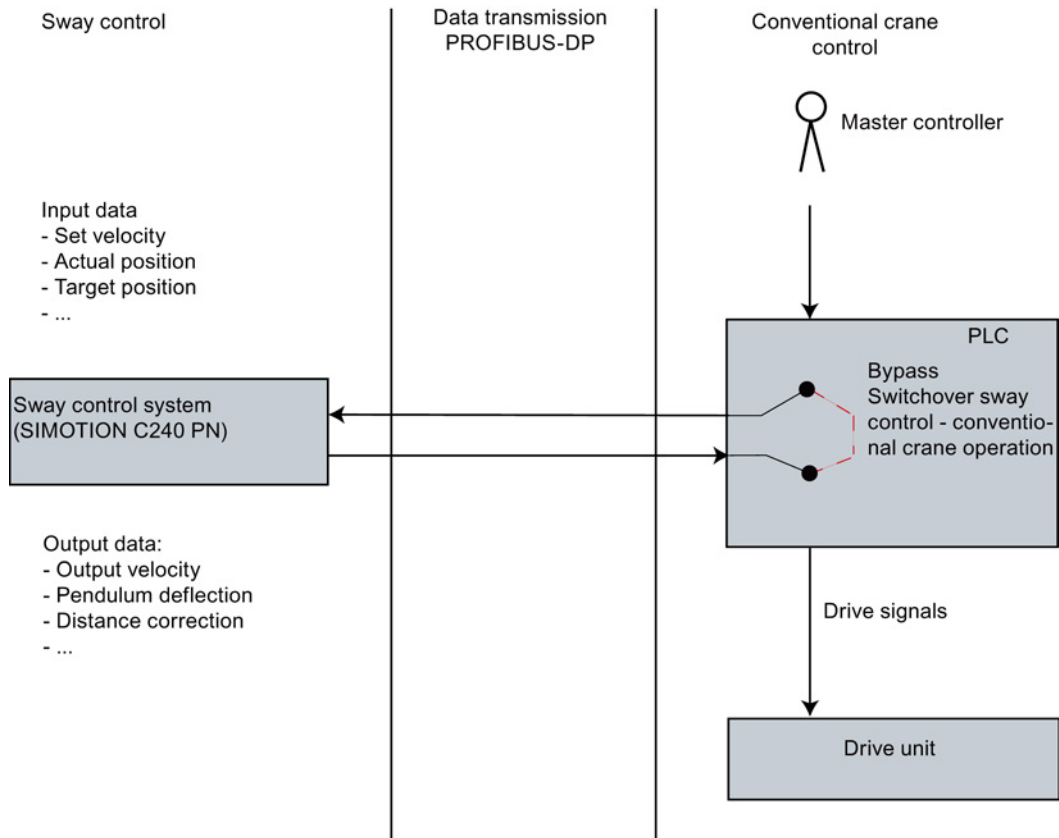 Sway control
Data transmission
PROFIBUS-DP
Conventional crane
control
Master controller
Input data
- Set velocity
- Actual position
- Target position
- ...
PLC
Bypass
Switchover sway
control - conventio-
nal crane operation
Sway control system
(SIMOTION C240 PN)
Output data:
- Output velocity
- Pendulum deflection
- Distance correction
- ...
Drive signals
Drive unit